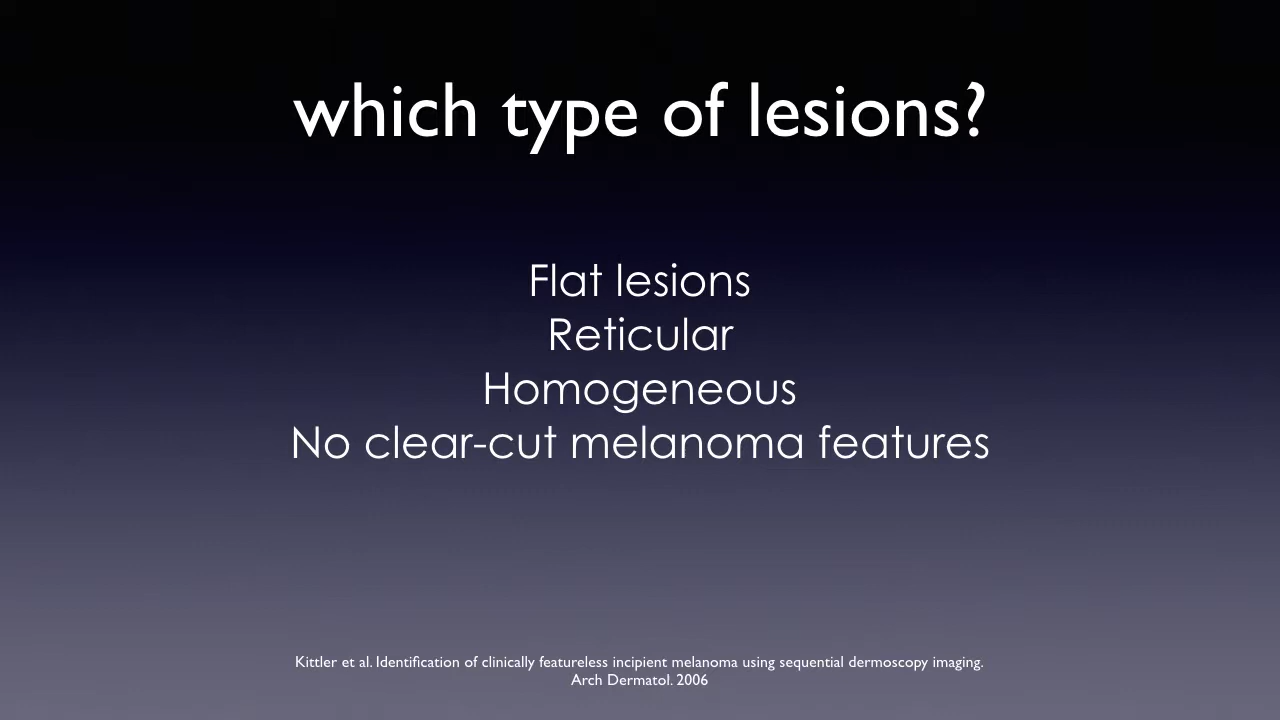 which type of lesions?
Flat lesions
Reticular
Homogeneous
No clear-cut melanoma features
Kittler et al. Identification of clinically featureless incipient melanoma using sequential dermoscopy imaging.
Arch Dermatol. 2006